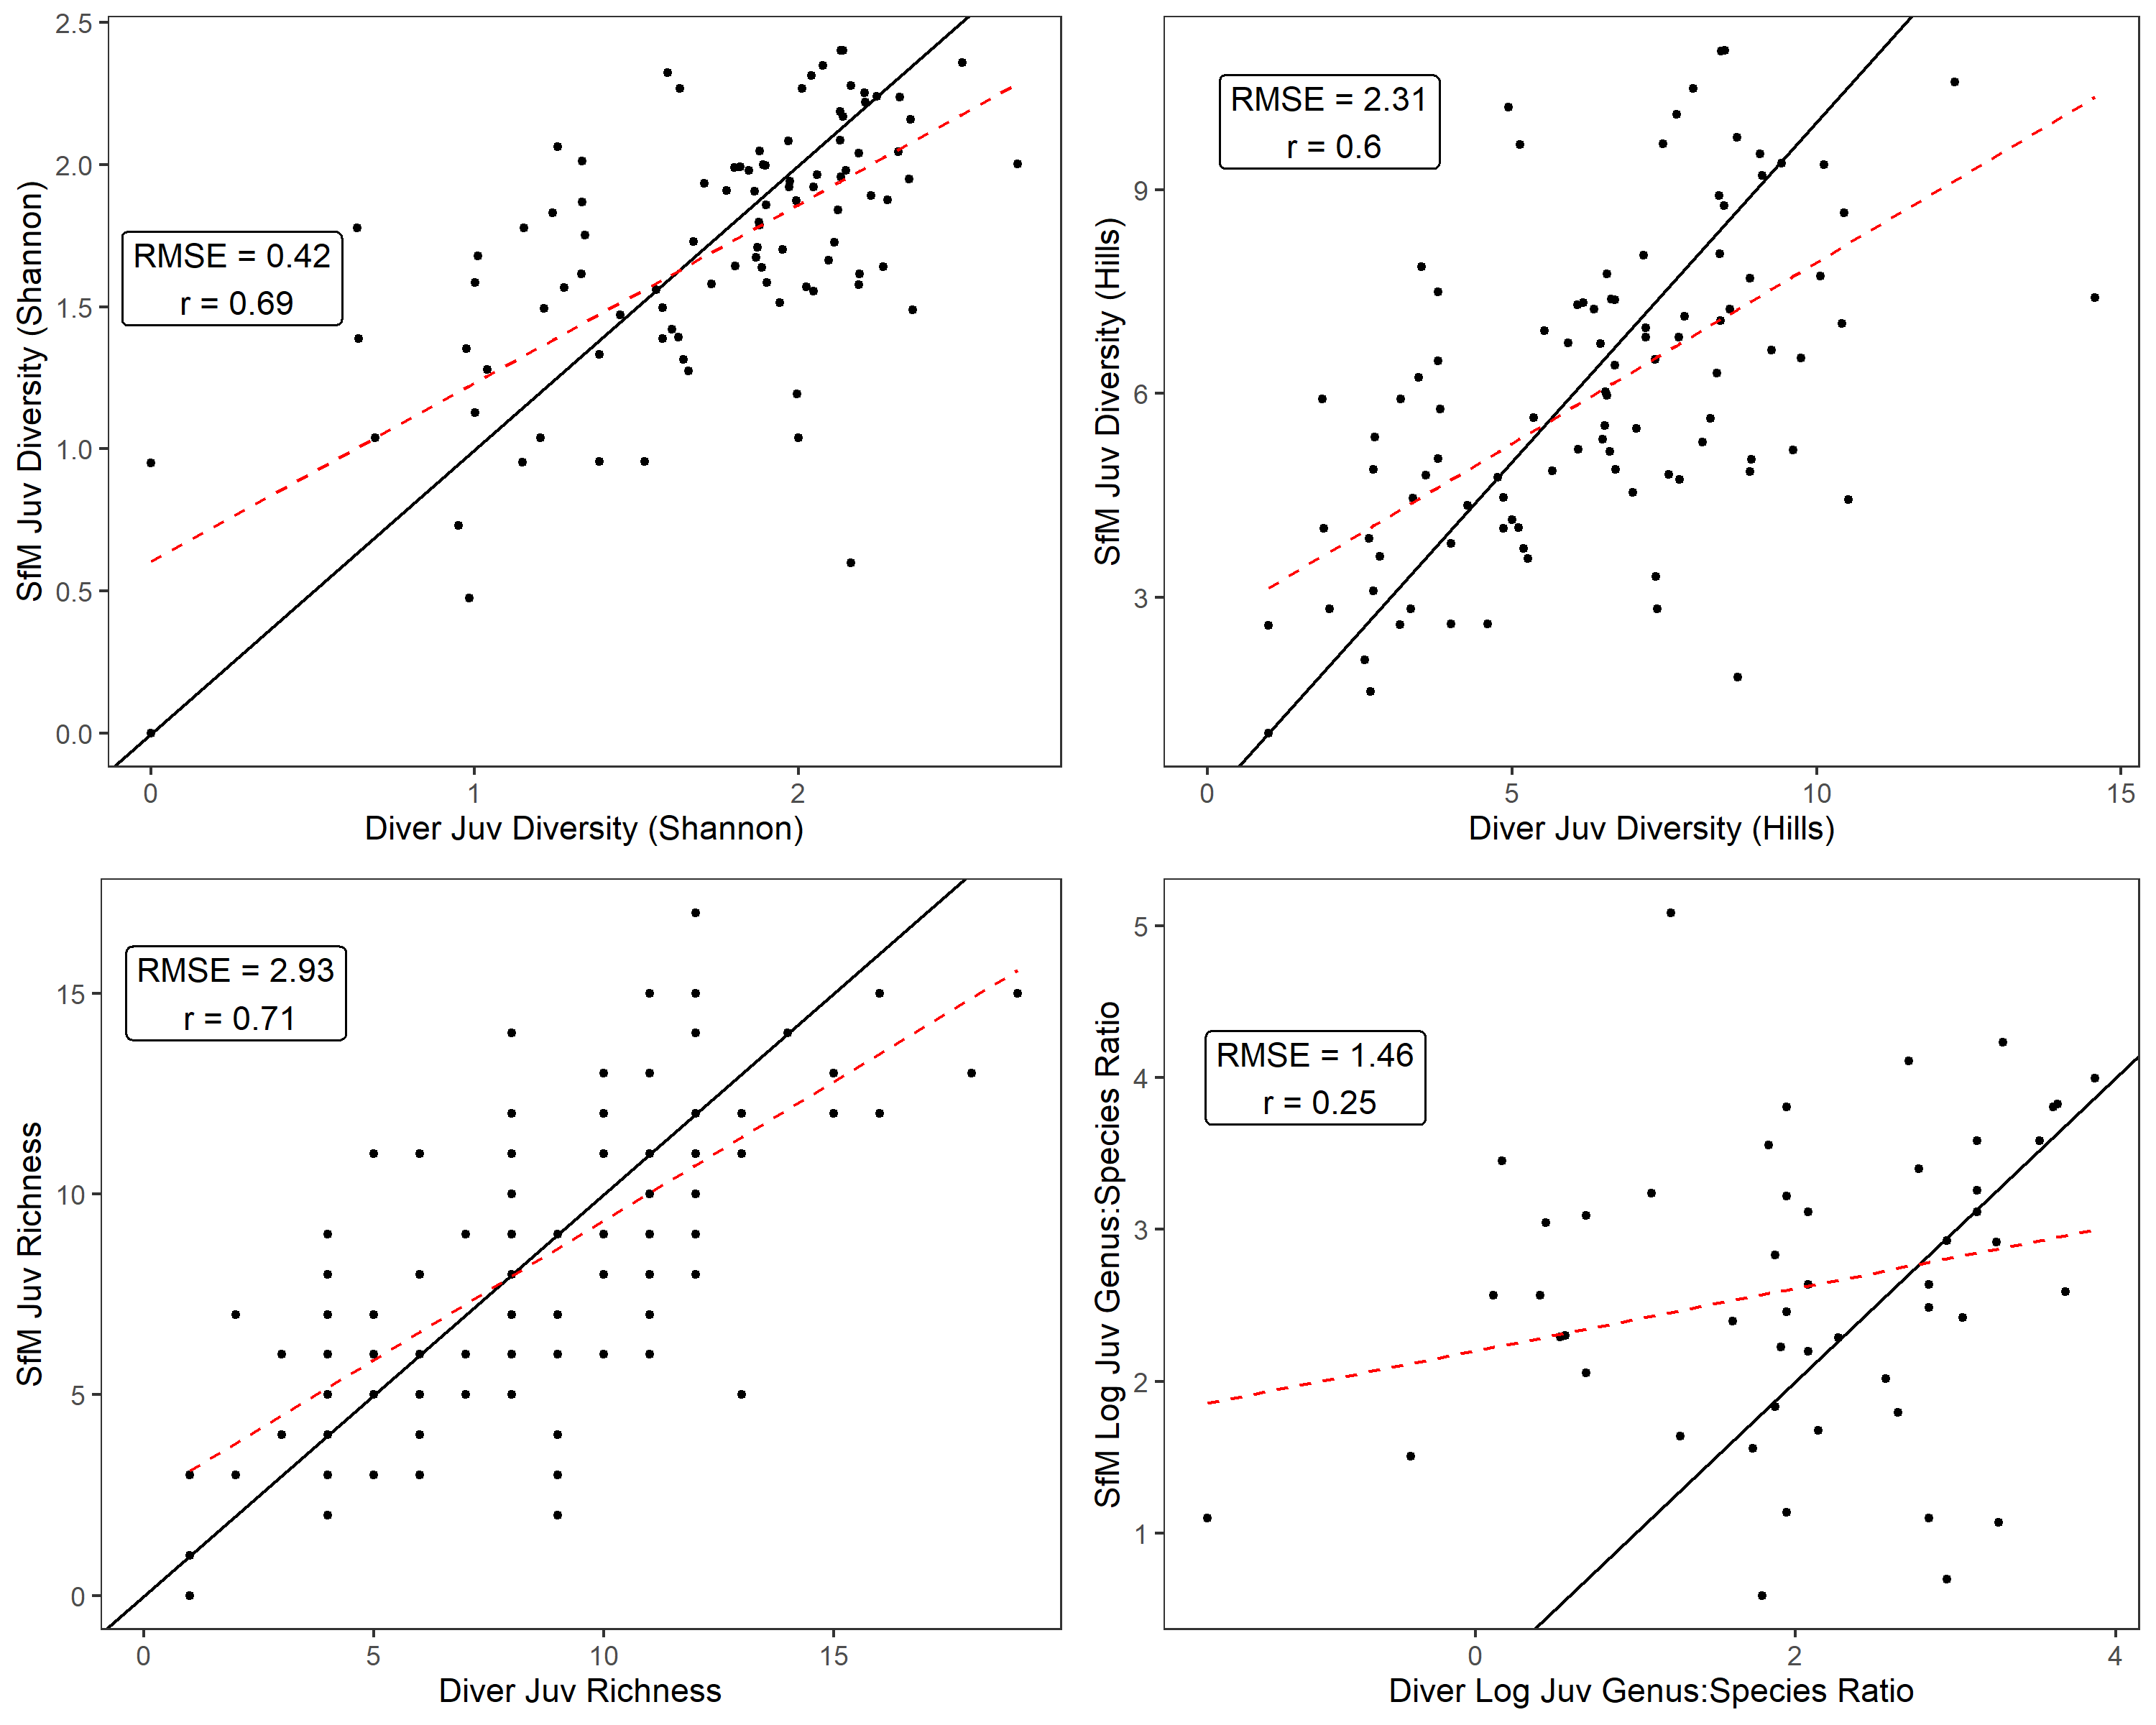 2.5
2.0
1.5
1.0
0.5
0.0
SfM Juv Diversity (Shannon)
RMSE = 0.42
r = 0.69
0 1 2
Diver Juv Diversity (Shannon)
9
6
3
SfM Juv Diversity (Hills)
RMSE = 2.31
r = 0.6
0 5 10 15
Diver Juv Diversity (Hills)
15
10
5
0
SfM Juv Richness
RMSE = 2.93
r = 0.71
0 5 10 15
Diver Juv Richness
5
4
3
2
1
SfM Log Juv Genus:Species Ratio
RMSE = 1.46
r = 0.25
0 2 4
Diver Log Juv Genus:Species Ratio